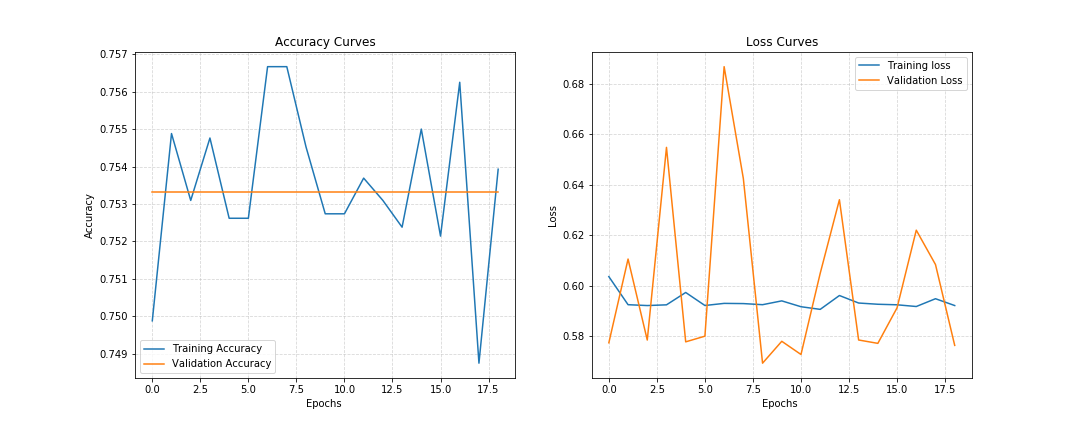 Accuracy Curves
0.757
0.756
0.755
0.754
0.753
0.752
0.751
0.750
0.749
Accuracy
Training Accuracy
Validation Accuracy
0.0 2.5 5.0 7.5 10.0 12.5 15.0 17.5
Epochs
Loss Curves
Training loss
Validation Loss
0.68
0.66
0.64
0.62
0.60
0.58
Loss
0.0 2.5 5.0 7.5 10.0 12.5 15.0 17.5
Epochs